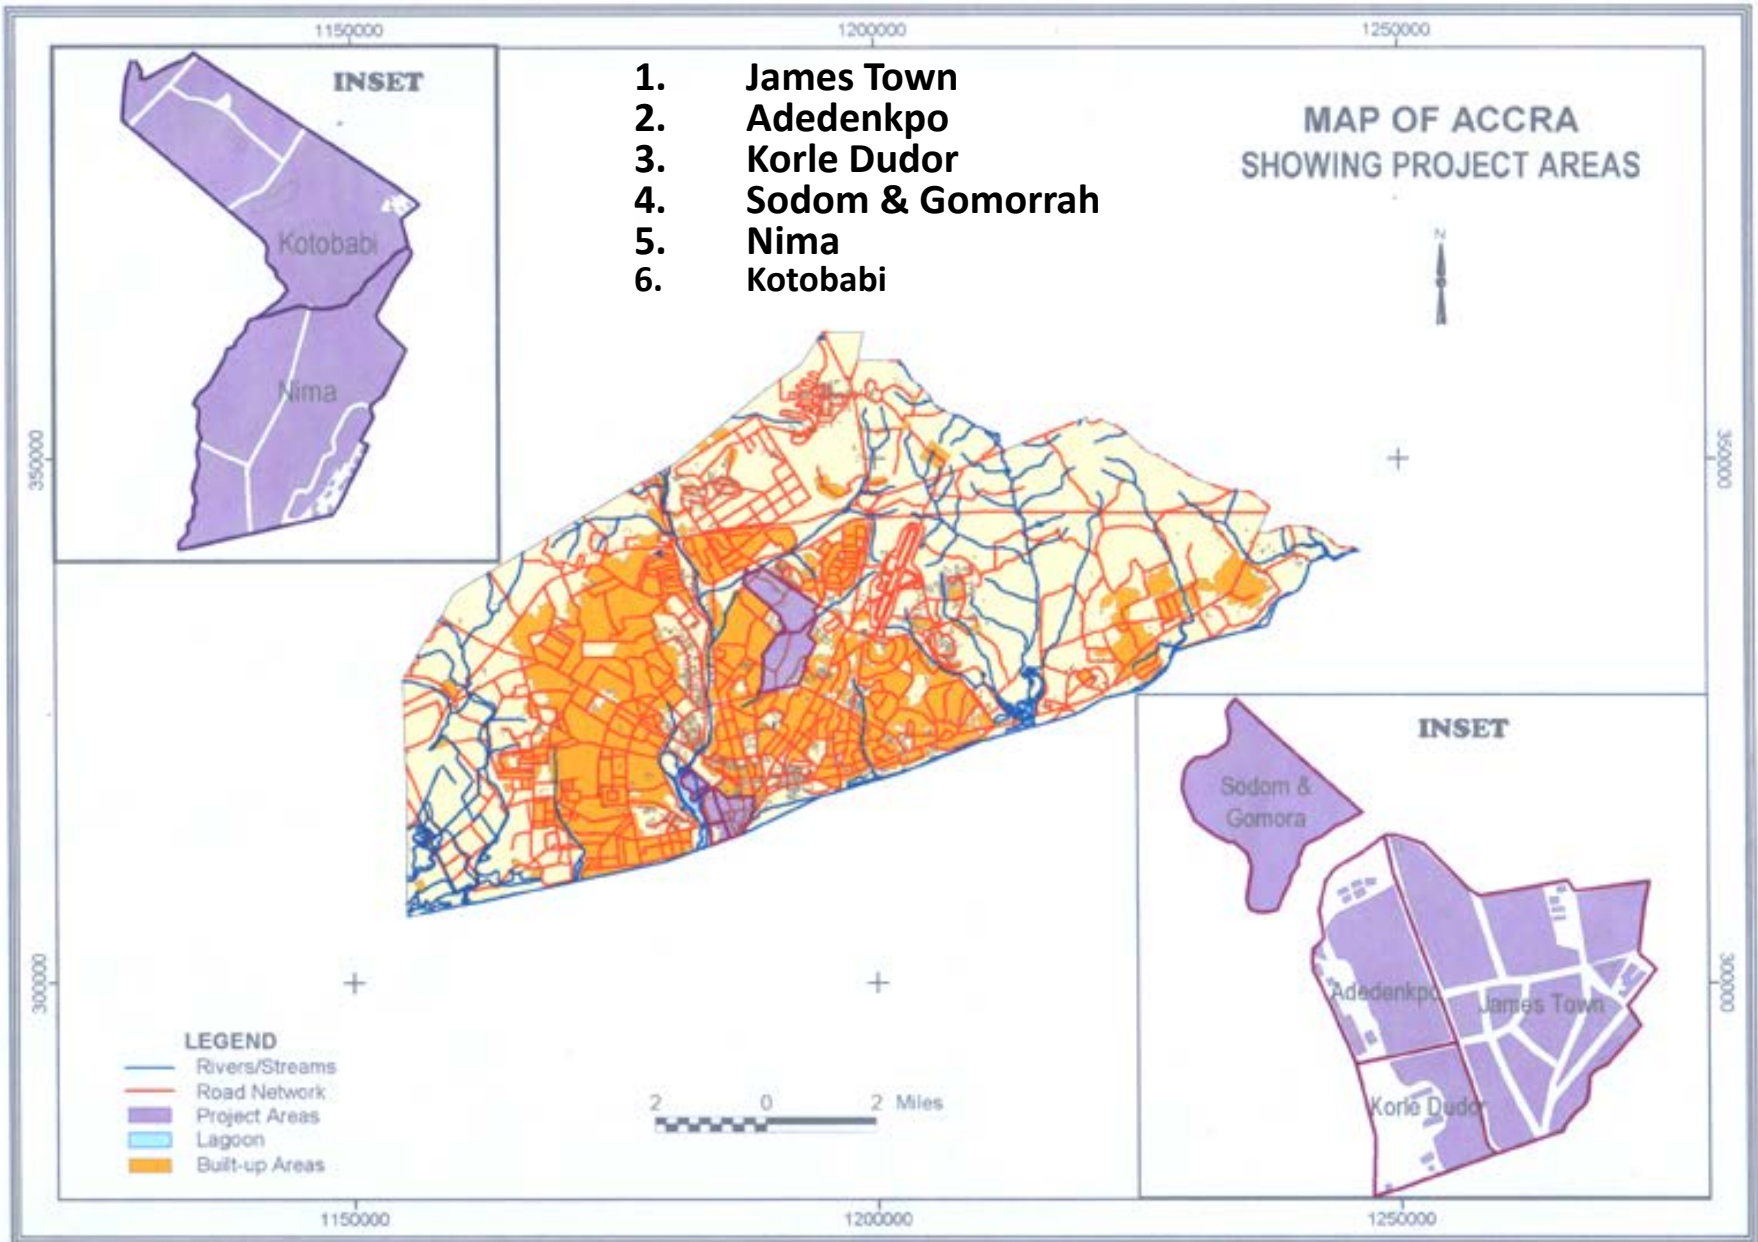 1150000 1200000 1250000
INSET
1. James Town
2. Adedenkpo
3. Korle Dudor
4. Sodom & Gomorrah
5. Nima
6. Kotobabi
MAP OF ACCRA
SHOWING PROJECT AREAS
N
Kotobabi
Nima
350000
350000
INSET
Sodom &
Gomora
Adedenkpo
James Town
Korle Dudor
300000
300000
LEGEND
Rivers/Streams
Road Network
Project Areas
Lagoon
Built-up Areas
2 0 2 Miles
1150000 1200000 1250000